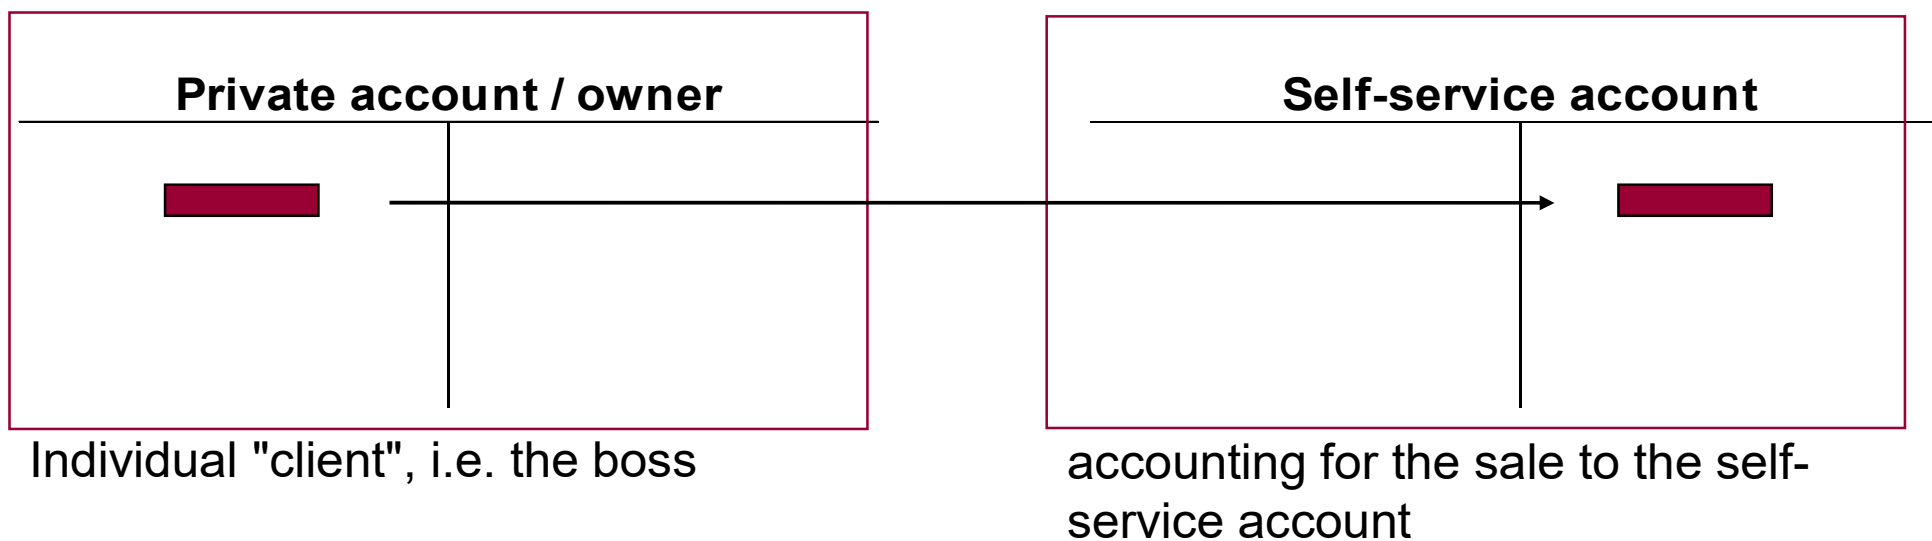 Private account / owner
Self-service account
Individual "client", i.e. the boss
accounting for the sale to the self-
service account